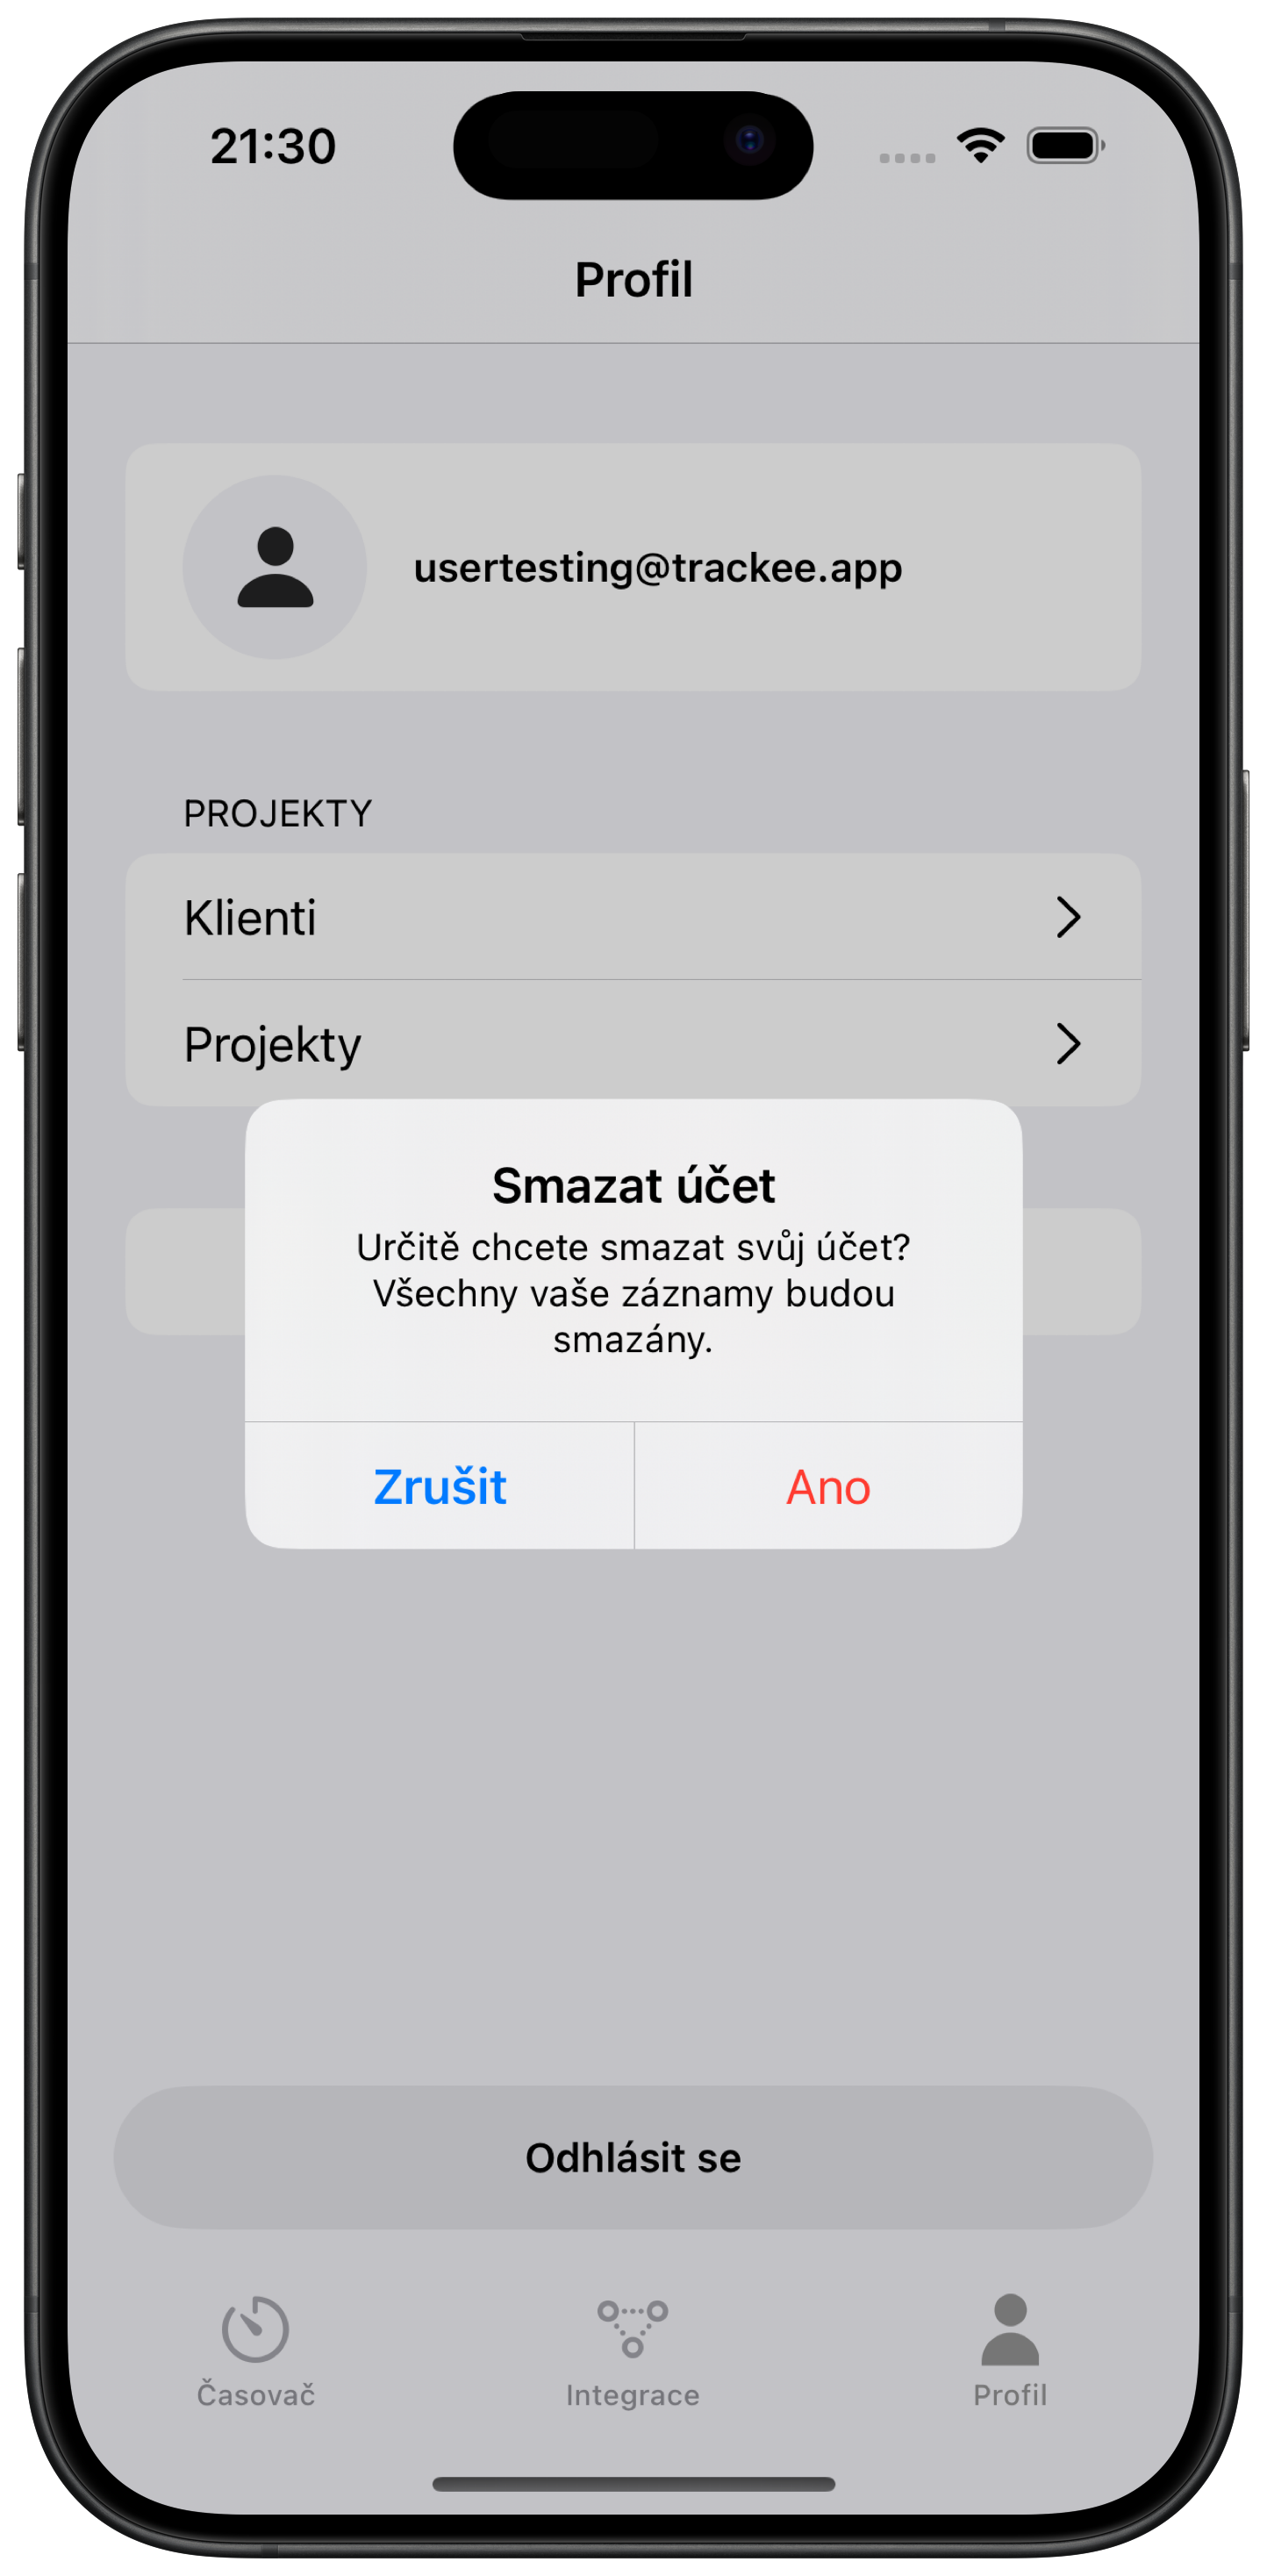 21:30
Profil
usertesting@trackee.app
PROJEKTY
Klienti
Projekty
Smazat účet
Určitě chcete smazat svůj účet?
Všechny vaše záznamy budou
smazány.
Zrušit
Ano
Odhlásit se
Časovač
Integrace
Profil